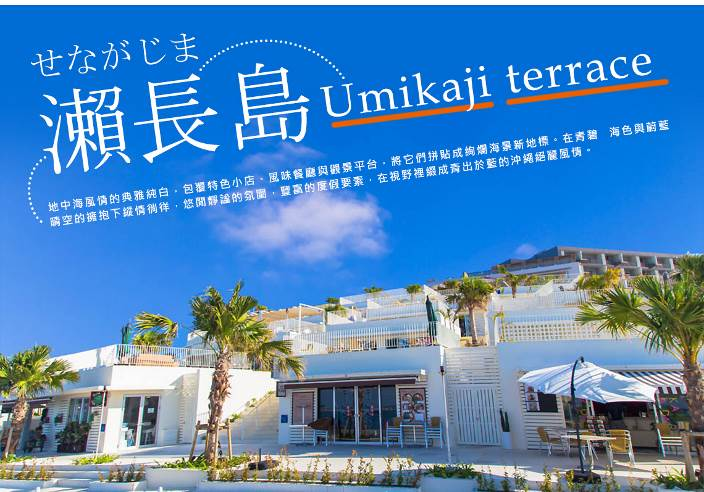 せながじま
瀨長島 Umikaji terrace
地中海風情的典雅純白，包覆特色小店、風味餐廳與觀景平台，將它們拼貼成絢爛海景新地標。在青碧　海色與蔚藍
晴空的擁抱下縱情徜徉，悠閒靜謐的氛圍，豐富的度假要素，在視野裡綴成青出於藍的沖繩絕麗風情。